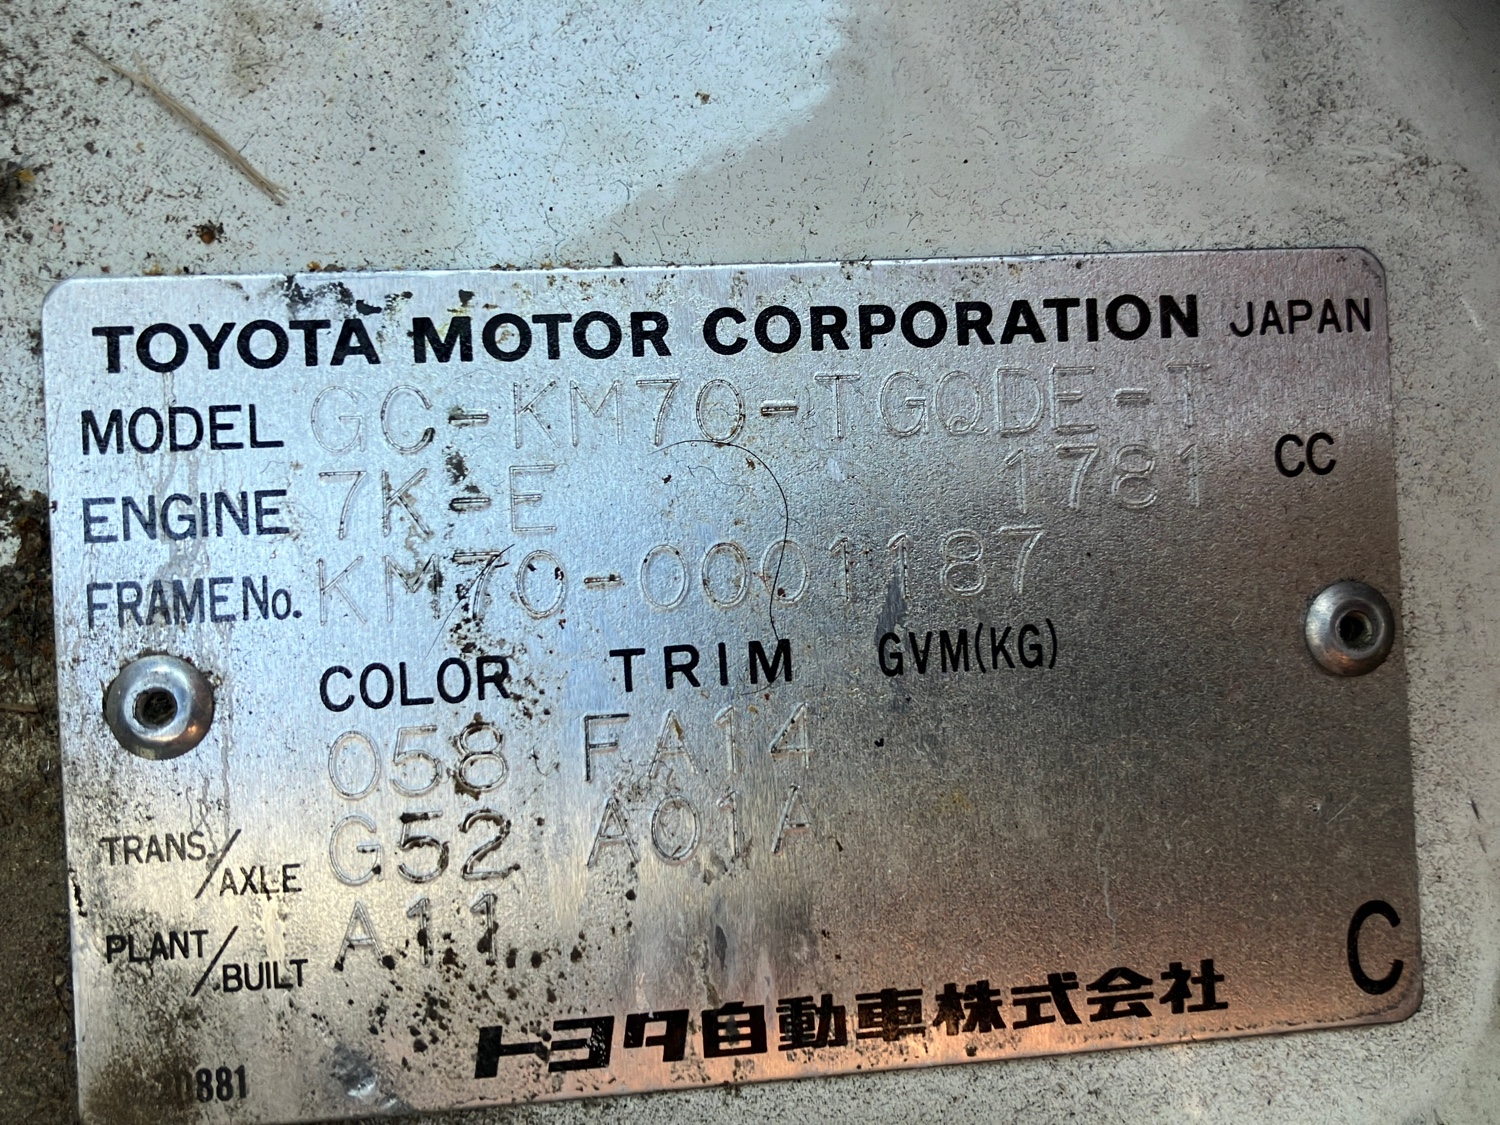 TOYOTA MOTOR CORPORATION JAPAN
MODEL GC-KM70-TGQDE-T
ENGINE 7K-E 1781 CC
FRAME No. KM70-0001187
COLOR TRIM GVM(KG)
058 FA14
TRANS./AXLE G52 A01A
PLANT/BUILT A11
トヨタ自動車株式会社 C